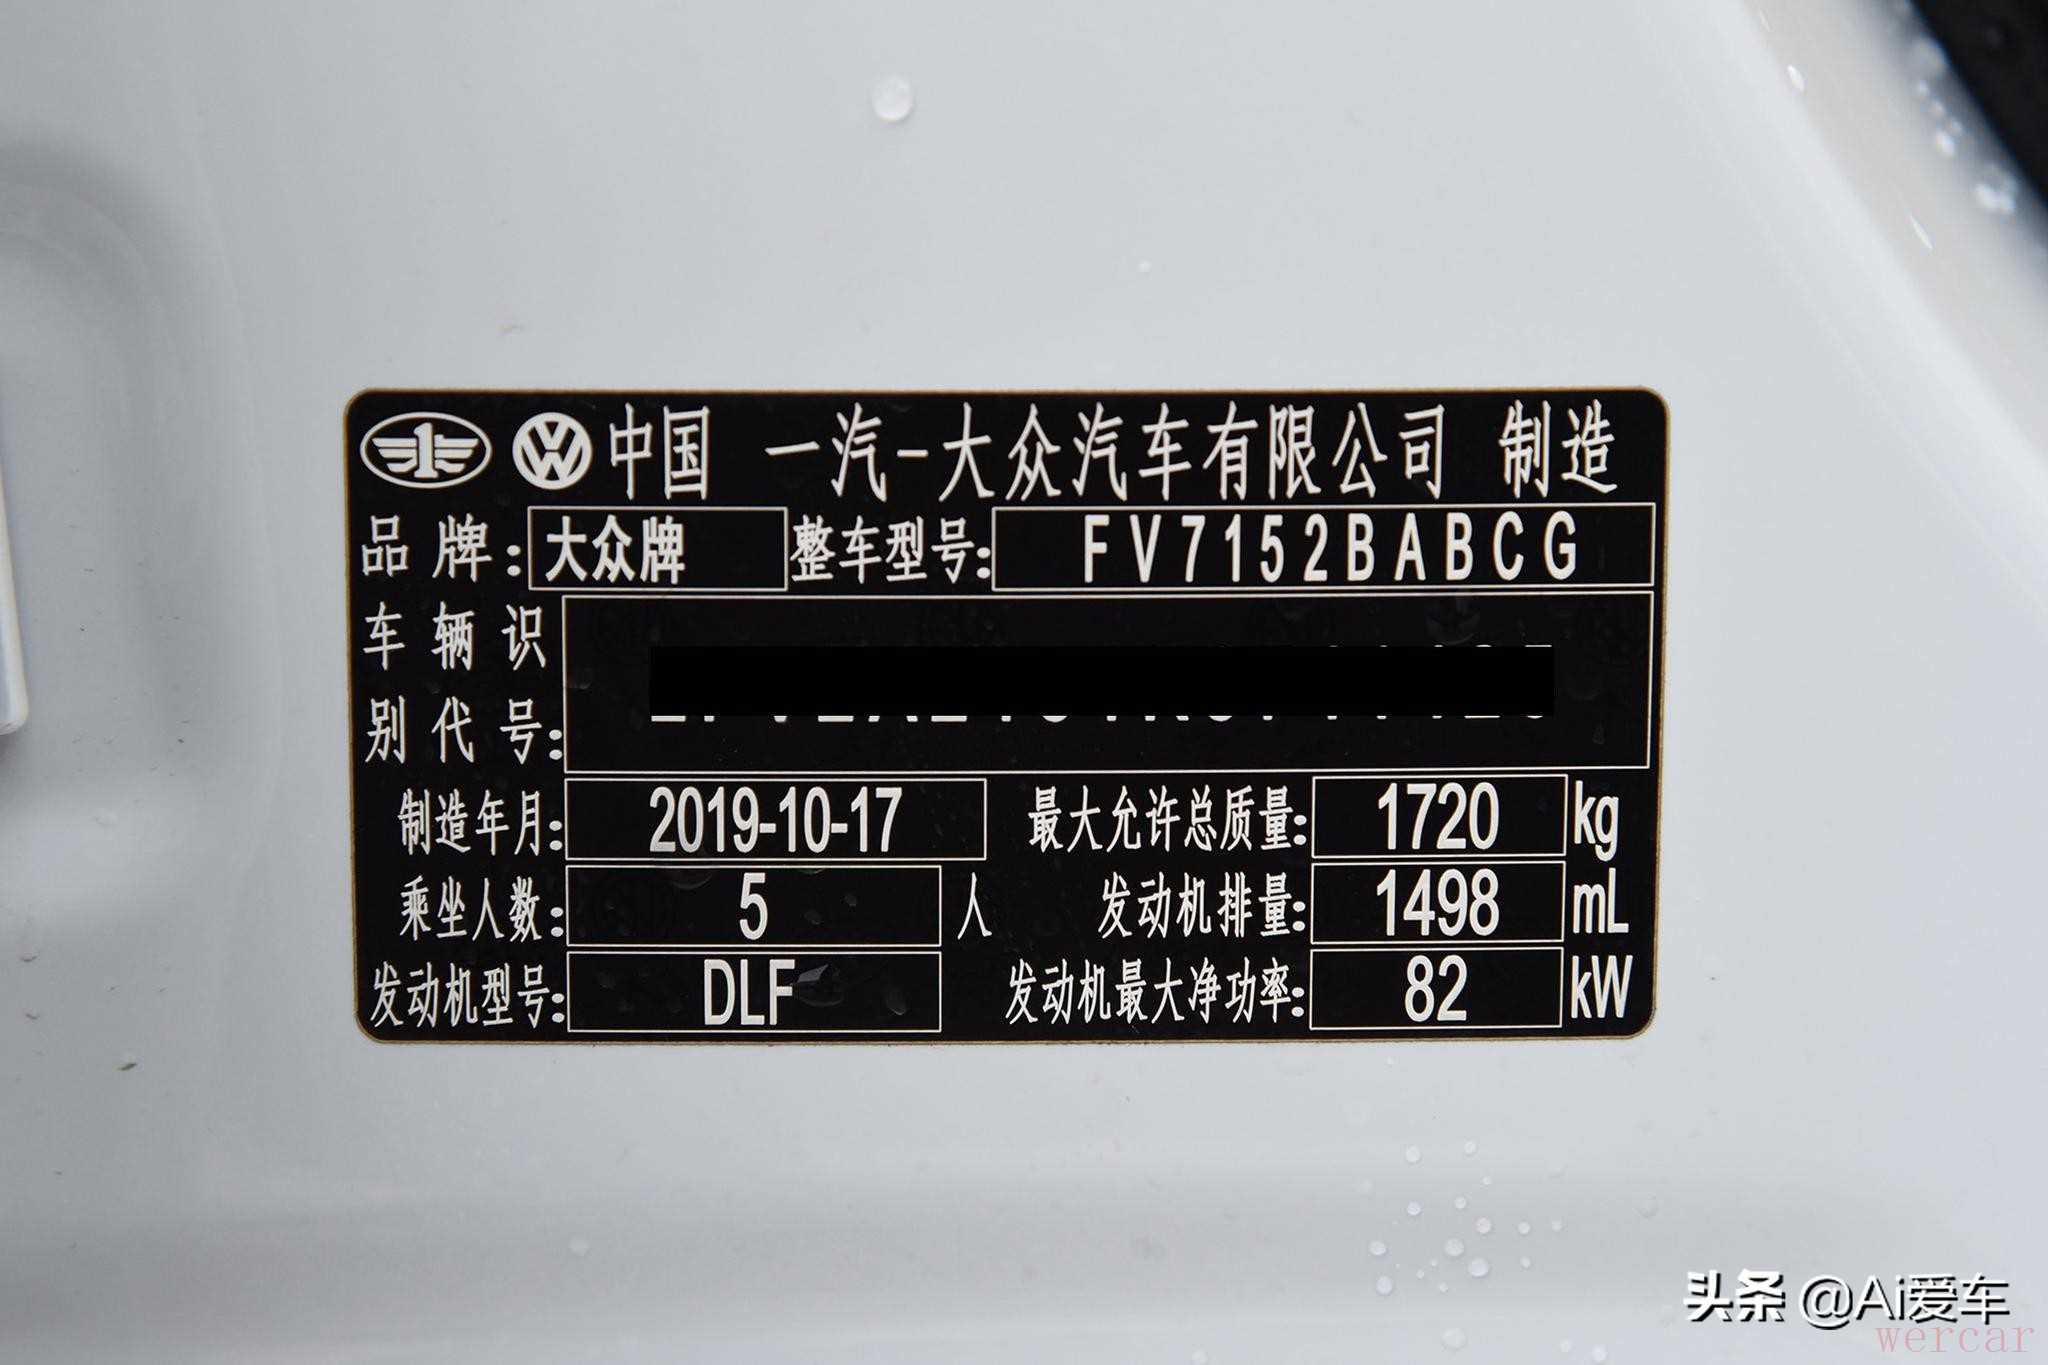 中国 一汽-大众汽车有限公司 制造
品牌: 大众牌 整车型号: FV7152BABCG
车辆识
别代号:
制造年月: 2019-10-17 最大允许总质量: 1720 kg
乘坐人数: 5 人 发动机排量: 1498 mL
发动机型号: DLF 发动机最大净功率: 82 kW
头条 @Ai爱车
wercar